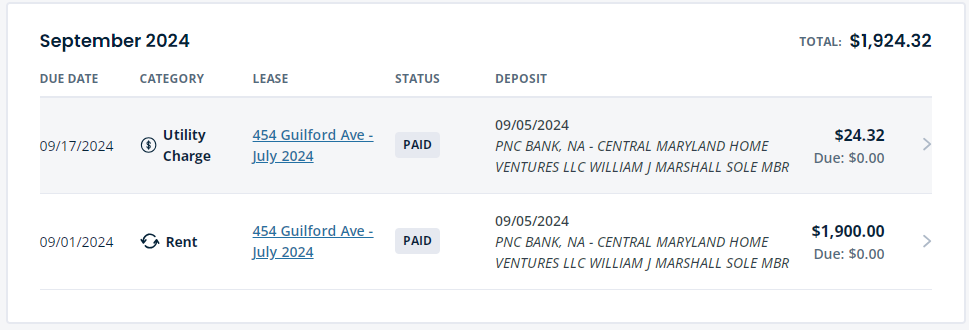 September 2024
TOTAL: $1,924.32
DUE DATE CATEGORY LEASE STATUS DEPOSIT
09/17/2024
Utility
Charge
454 Guilford Ave -
July 2024
PAID
09/05/2024
PNC BANK, NA - CENTRAL MARYLAND HOME
VENTURES LLC WILLIAM J MARSHALL SOLE MBR
$24.32
Due: $0.00
09/01/2024
Rent
454 Guilford Ave -
July 2024
PAID
09/05/2024
PNC BANK, NA - CENTRAL MARYLAND HOME
VENTURES LLC WILLIAM J MARSHALL SOLE MBR
$1,900.00
Due: $0.00